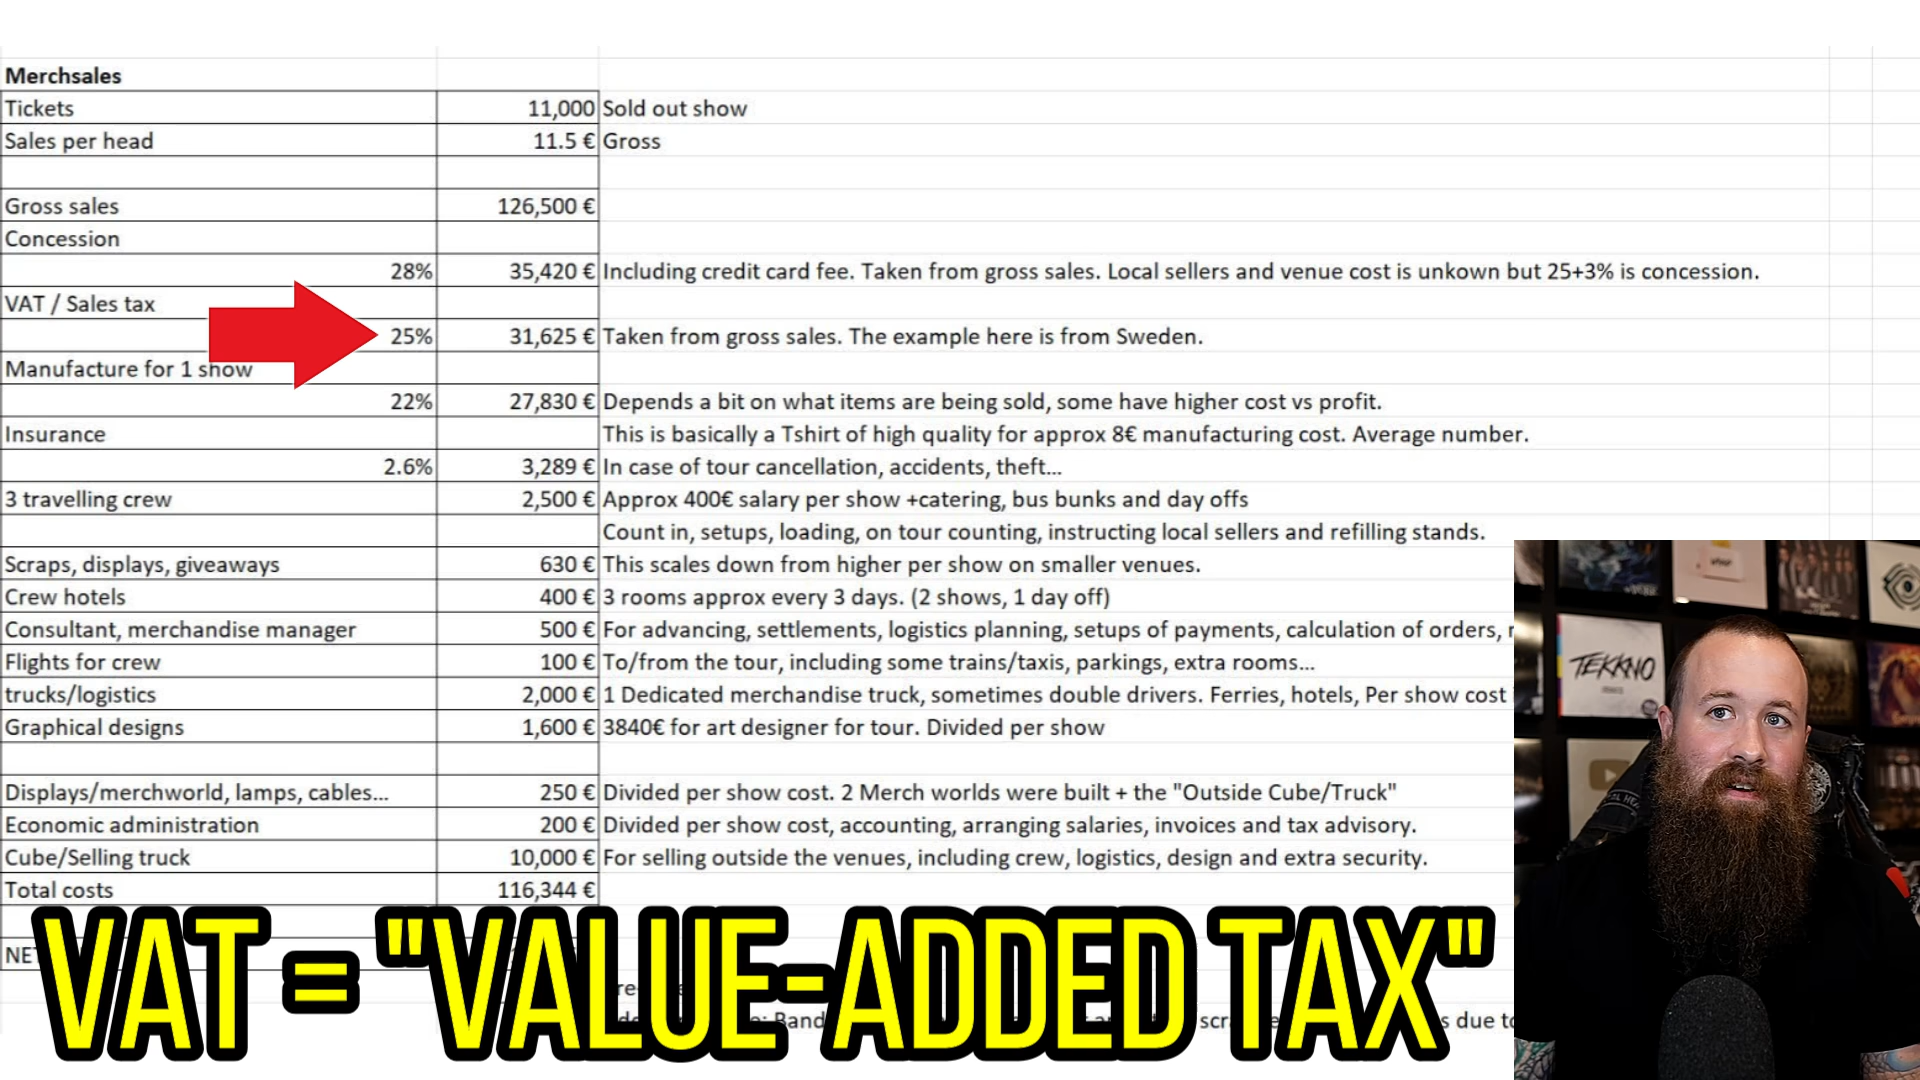 Merchsales
Tickets 11,000 Sold out show
Sales per head 11.5 € Gross
Gross sales 126,500 €
Concession
28% 35,420 € Including credit card fee. Taken from gross sales. Local sellers and venue cost is unkown but 25+3% is concession.
VAT / Sales tax
25% 31,625 € Taken from gross sales. The example here is from Sweden.
Manufacture for 1 show
22% 27,830 € Depends a bit on what items are being sold, some have higher cost vs profit.
Insurance This is basically a Tshirt of high quality for approx 8€ manufacturing cost. Average number.
2.6% 3,289 € In case of tour cancellation, accidents, theft...
3 travelling crew 2,500 € Approx 400€ salary per show +catering, bus bunks and day offs
Count in, setups, loading, on tour counting, instructing local sellers and refilling stands.
Scraps, displays, giveaways 630 € This scales down from higher per show on smaller venues.
Crew hotels 400 € 3 rooms approx every 3 days. (2 shows, 1 day off)
Consultant, merchandise manager 500 € For advancing, settlements, logistics planning, setups of payments, calculation of orders,
Flights for crew 100 € To/from the tour, including some trains/taxis, parkings, extra rooms...
trucks/logistics 2,000 € 1 Dedicated merchandise truck, sometimes double drivers. Ferries, hotels, Per show cost
Graphical designs 1,600 € 3840€ for art designer for tour. Divided per show
Displays/merchworld, lamps, cables... 250 € Divided per show cost. 2 Merch worlds were built + the "Outside Cube/Truck"
Economic administration 200 € Divided per show cost, accounting, arranging salaries, invoices and tax advisory.
Cube/Selling truck 10,000 € For selling outside the venues, including crew, logistics, design and extra security.
Total costs 116,344 €
VAT = "VALUE-ADDED TAX"
Band
s due to
TEKKNO